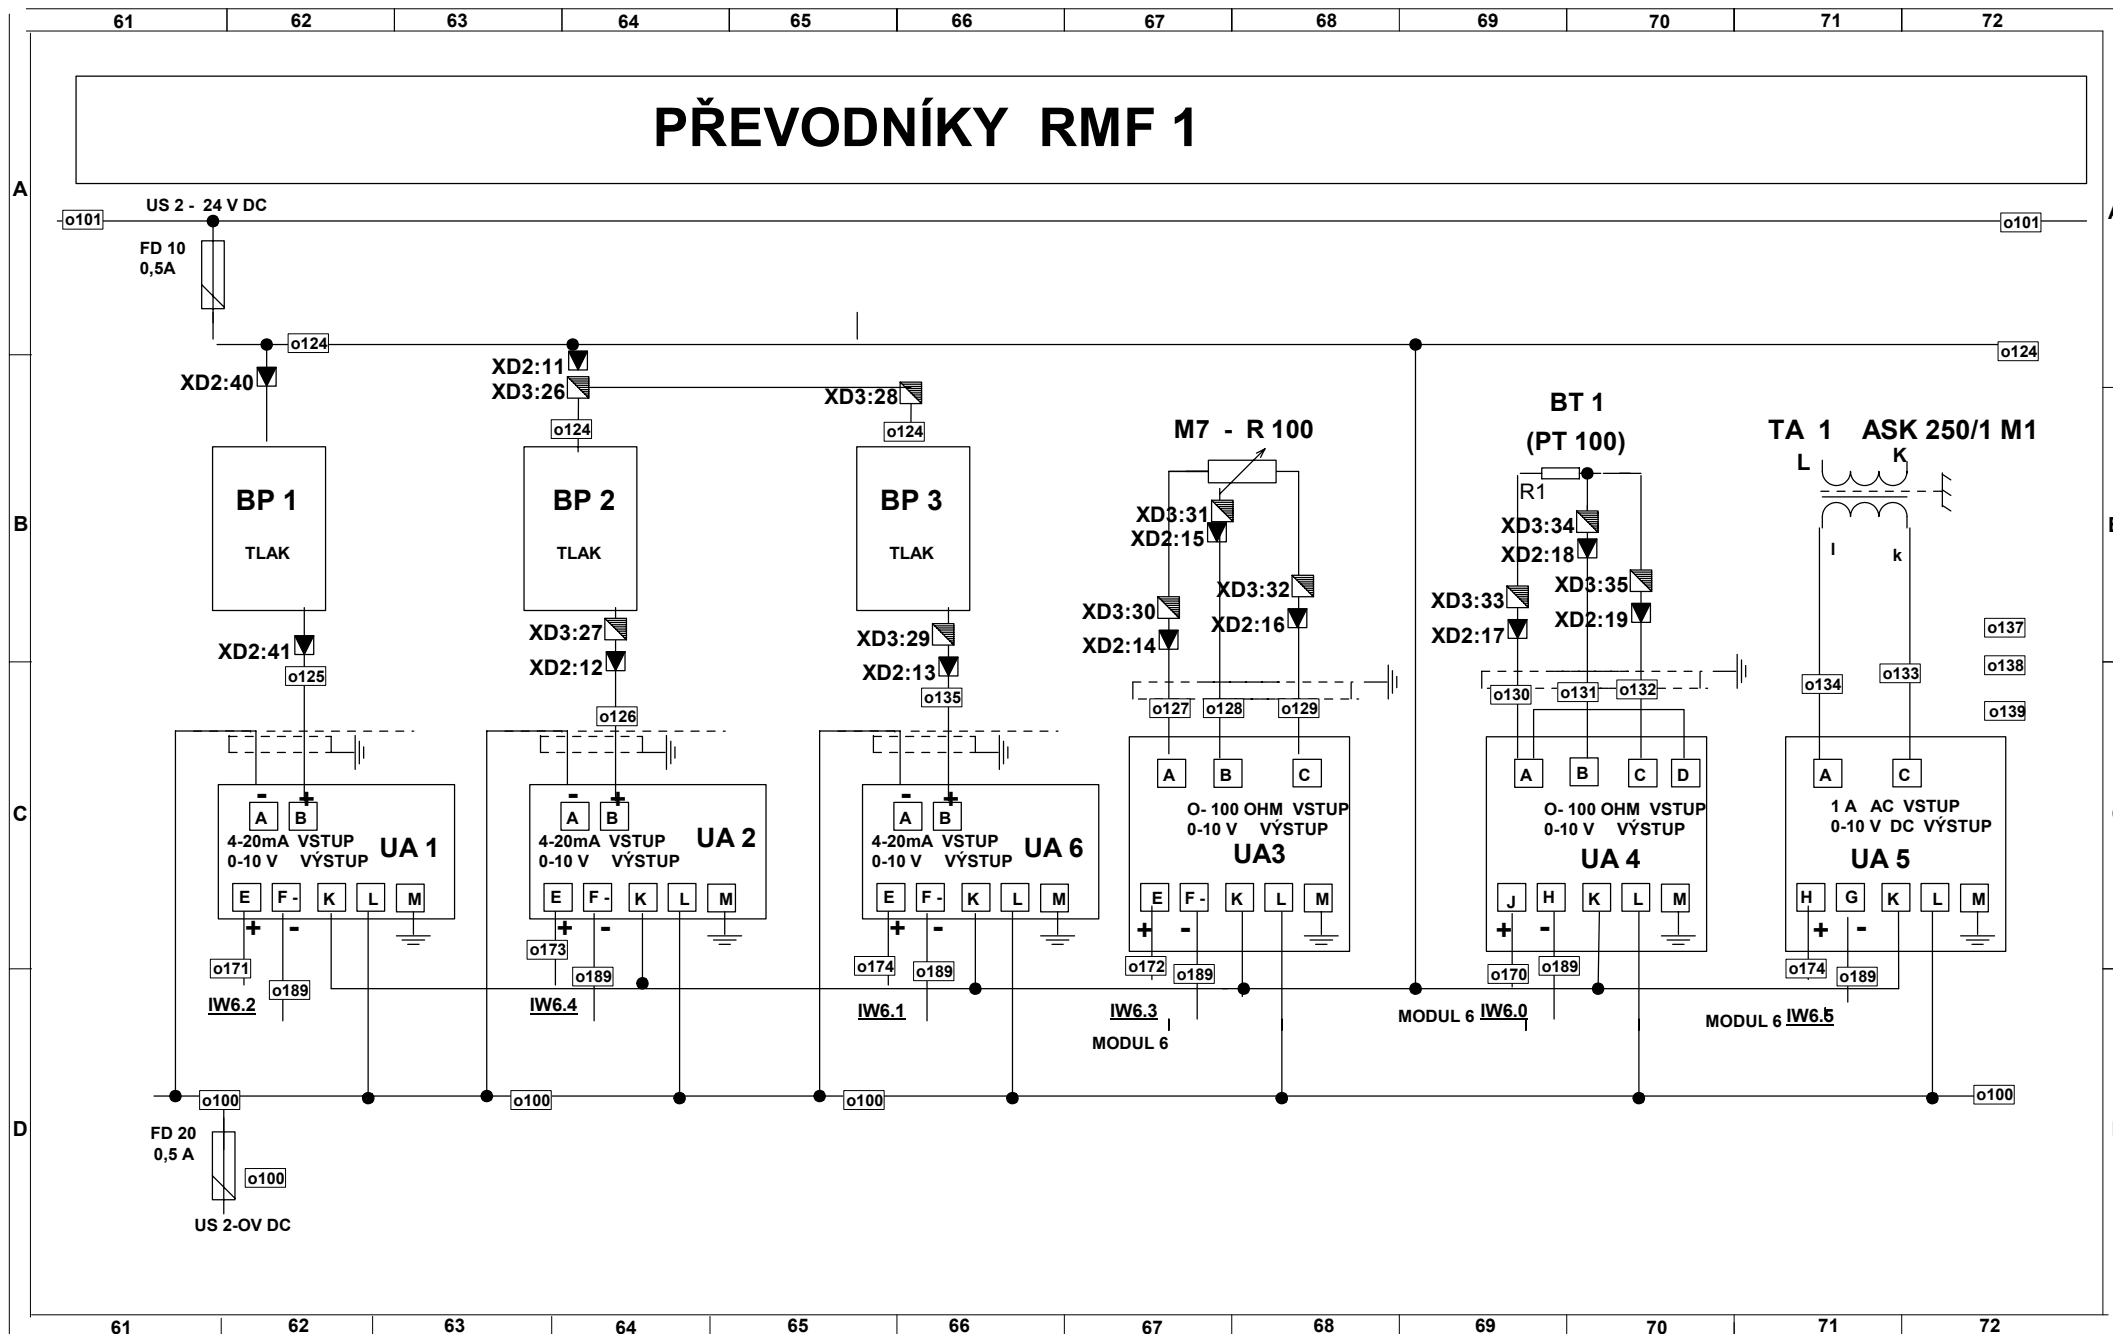 61 62 63 64 65 66 67 68 69 70 71 72
PŘEVODNÍKY RMF 1
A
US 2 - 24 V DC
o101 o101
FD 10
0,5A
o124 o124
XD2:40 XD2:11
XD3:26 XD3:28
o124 o124
BT 1
(PT 100)
M7 - R 100
TA 1 ASK 250/1 M1
L K
R1
B
BP 1 BP 2 BP 3
TLAK TLAK TLAK
XD3:31
XD2:15
XD3:34
XD2:18
l k
XD3:32
XD2:16
XD3:30
XD2:14
XD3:35
XD2:19
XD3:33
XD2:17
XD2:41
XD3:27
XD2:12
XD3:29
XD2:13
o137
o138
o139
o125 o126 o135
o127 o128 o129
o130 o131 o132
o134 o133
C
- +
A B
4-20mA VSTUP
0-10 V VÝSTUP
UA 1
E F - K L M
+ -
- +
A B
4-20mA VSTUP
0-10 V VÝSTUP
UA 2
E F - K L M
+ -
- +
A B
4-20mA VSTUP
0-10 V VÝSTUP
UA 6
E F - K L M
+ -
A B C
O- 100 OHM VSTUP
0-10 V VÝSTUP
UA3
E F - K L M
+ -
A B C D
O- 100 OHM VSTUP
0-10 V VÝSTUP
UA 4
J H K L M
+ -
A C
1 A AC VSTUP
0-10 V DC VÝSTUP
UA 5
H G K L M
+ -
o171 o189
IW6.2
o173 o189
IW6.4
o174 o189
IW6.1
o172 o189
IW6.3
MODUL 6
o170 o189
MODUL 6 IW6.0
o174 o189
MODUL 6 IW6.5
o100 o100 o100 o100
D
FD 20
0,5 A
o100
US 2-OV DC
61 62 63 64 65 66 67 68 69 70 71 72